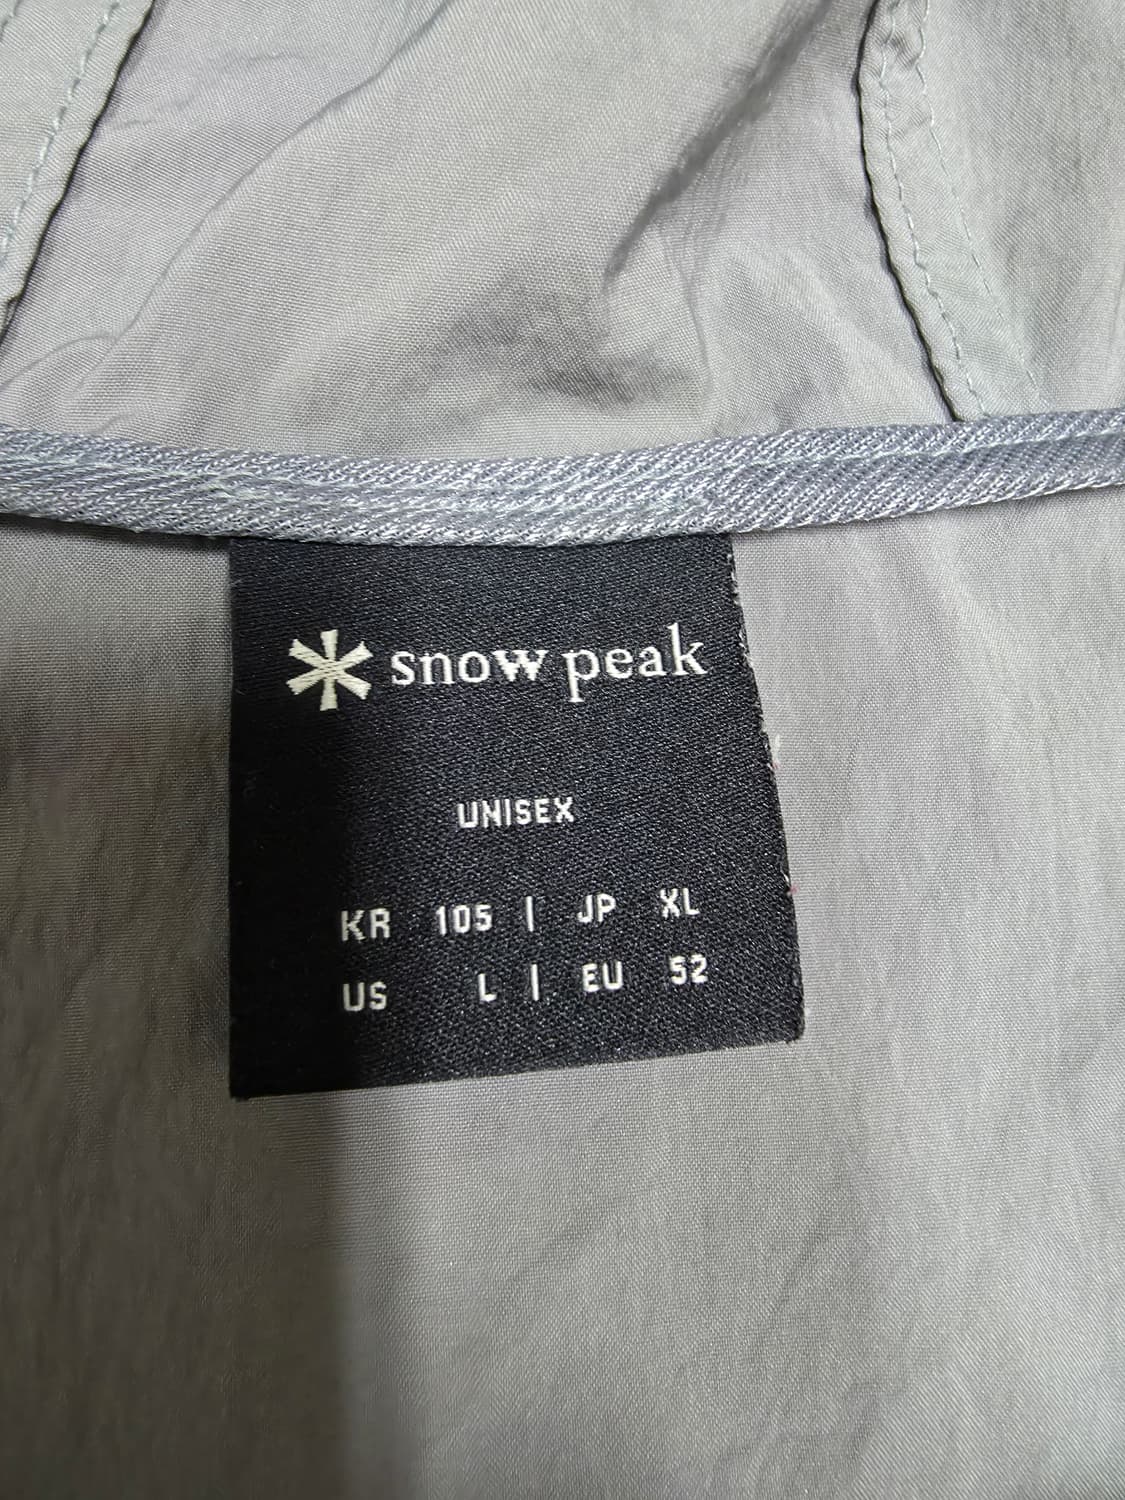 snow peak
UNISEX
KR 105 | JP XL
US L | EU 52